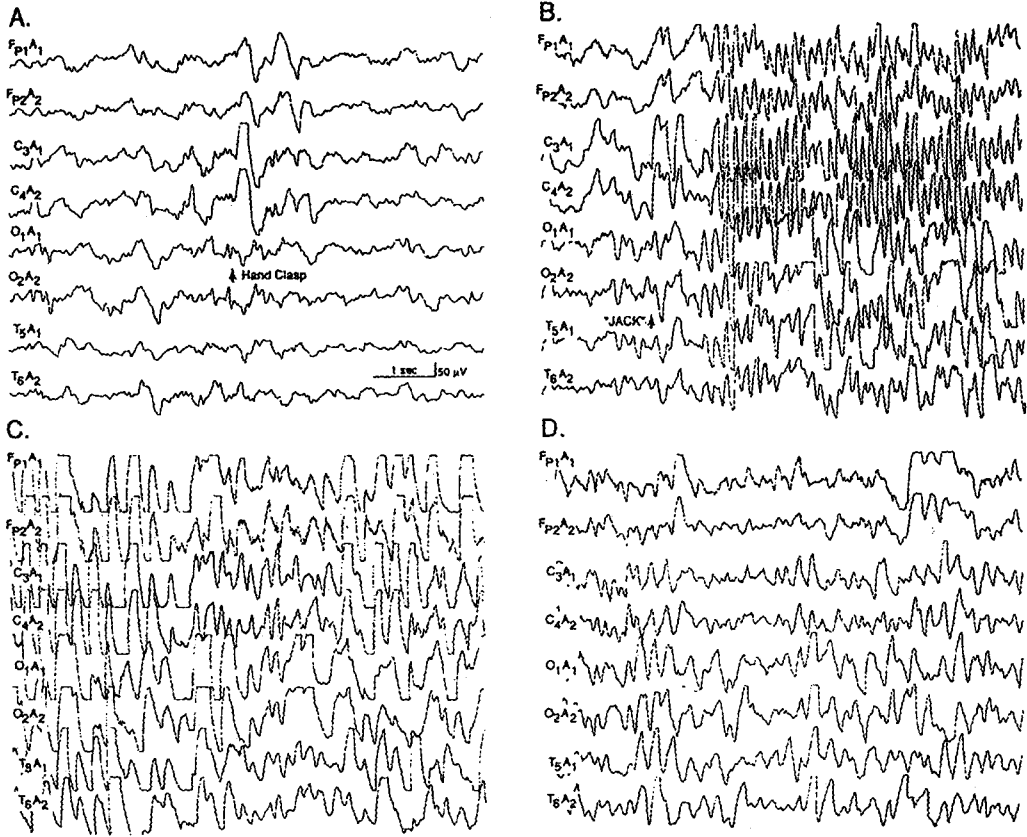 A.
FP1A1
FP2A2
C3A1
C4A2
O1A1
Hand Clasp
O2A2
T5A1
1 sec 50 μV
T6A2
B.
FP1A1
FP2A2
C3A1
C4A2
O1A1
O2A2
"JACK"
T5A1
T6A2
C.
FP1A1
FP2A2
C3A1
C4A2
O1A1
O2A2
T5A1
T6A2
D.
FP1A1
FP2A2
C3A1
C4A2
O1A1
O2A2
T5A1
T6A2